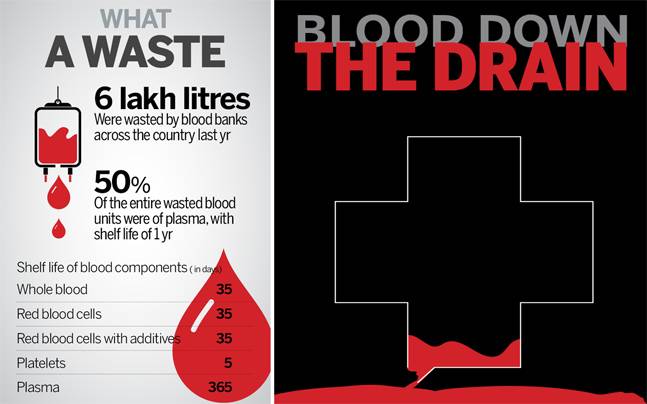 WHAT
A WASTE
6 lakh litres
Were wasted by blood banks
across the country last yr
50%
Of the entire wasted blood
units were of plasma, with
shelf life of 1 yr
Shelf life of blood components ( in days)
Whole blood 35
Red blood cells 35
Red blood cells with additives 35
Platelets 5
Plasma 365
BLOOD DOWN
THE DRAIN